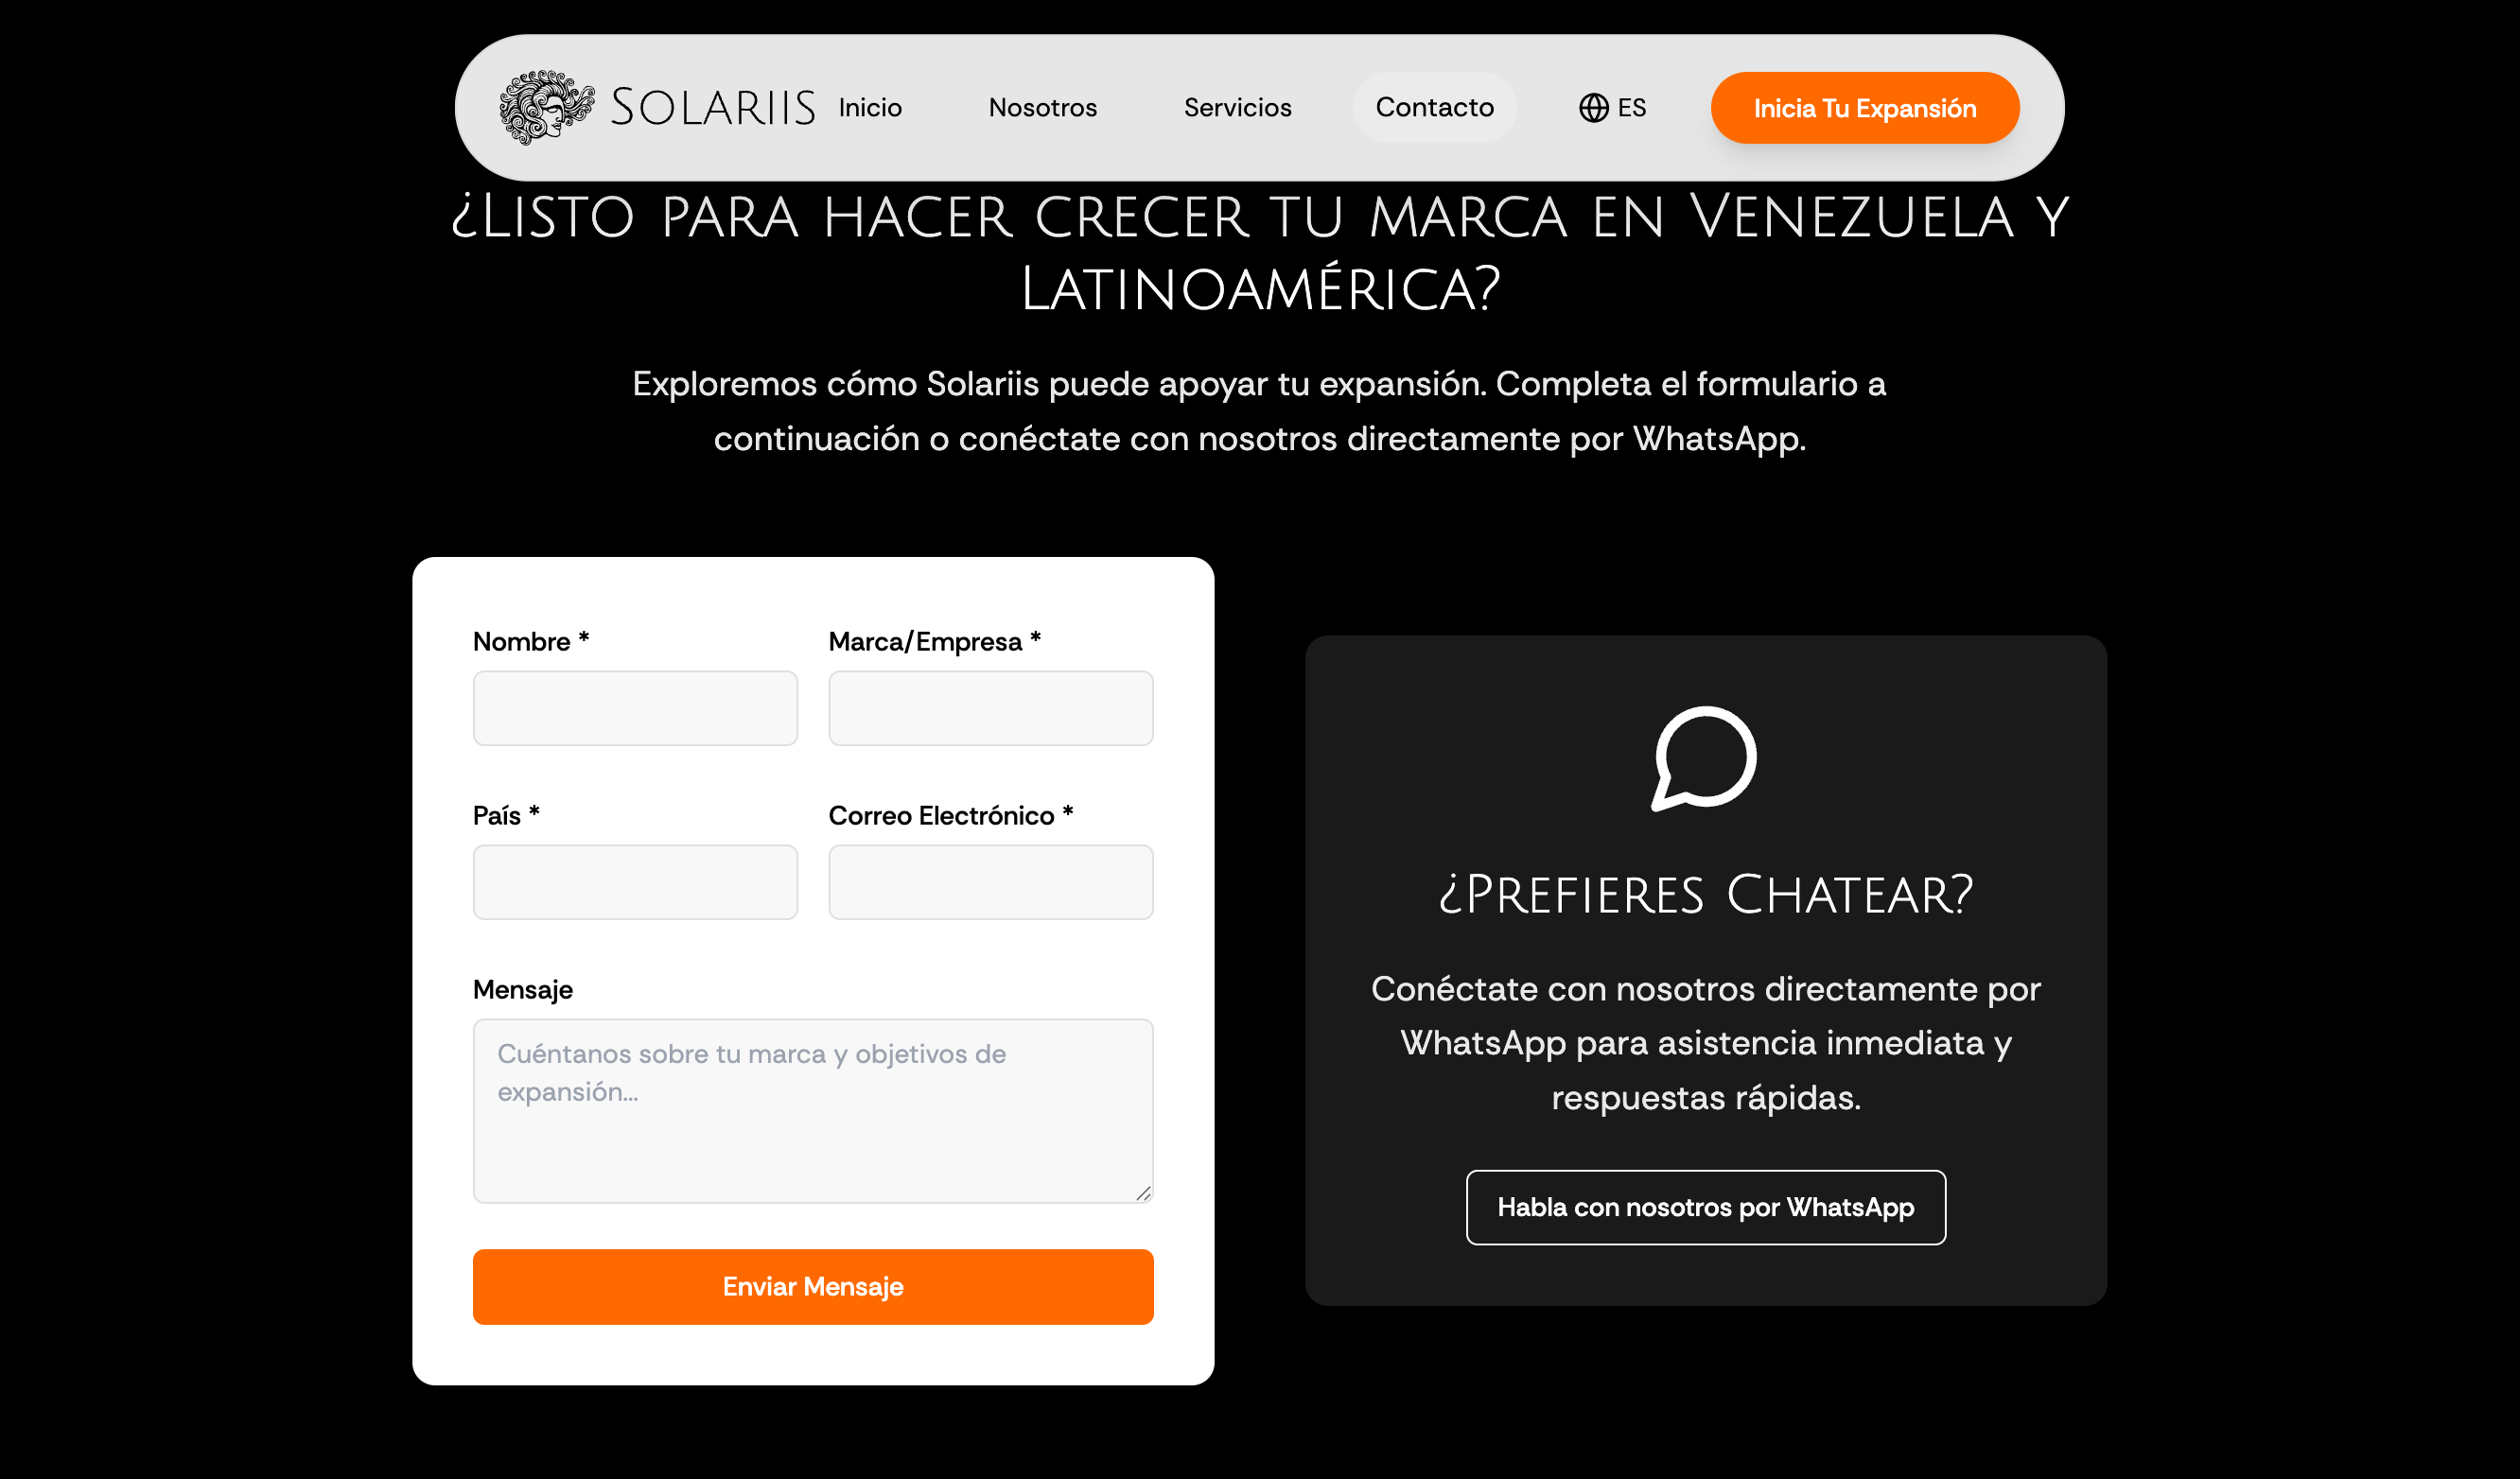 SOLARIIS
Inicio
Nosotros
Servicios
Contacto
ES
Inicia Tu Expansión
¿Listo para hacer crecer tu marca en Venezuela y
Latinoamérica?
Exploremos cómo Solariis puede apoyar tu expansión. Completa el formulario a
continuación o conéctate con nosotros directamente por WhatsApp.
Nombre *
Marca/Empresa *
País *
Correo Electrónico *
Mensaje
Cuéntanos sobre tu marca y objetivos de
expansión...
Enviar Mensaje
¿Prefieres Chatear?
Conéctate con nosotros directamente por
WhatsApp para asistencia inmediata y
respuestas rápidas.
Habla con nosotros por WhatsApp